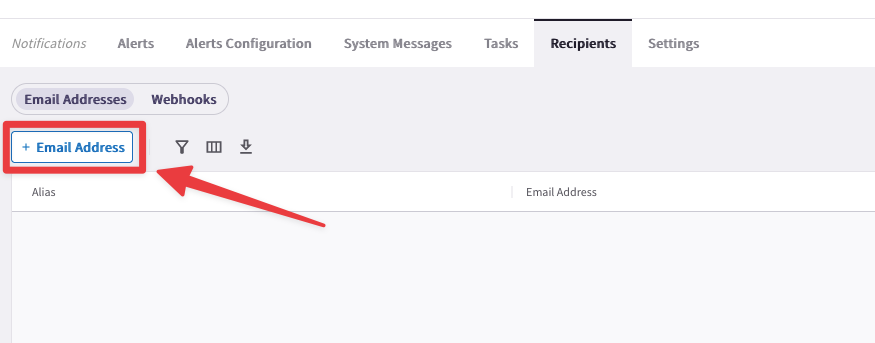 Notifications Alerts Alerts Configuration System Messages Tasks Recipients Settings
Email Addresses Webhooks
+ Email Address
Alias Email Address